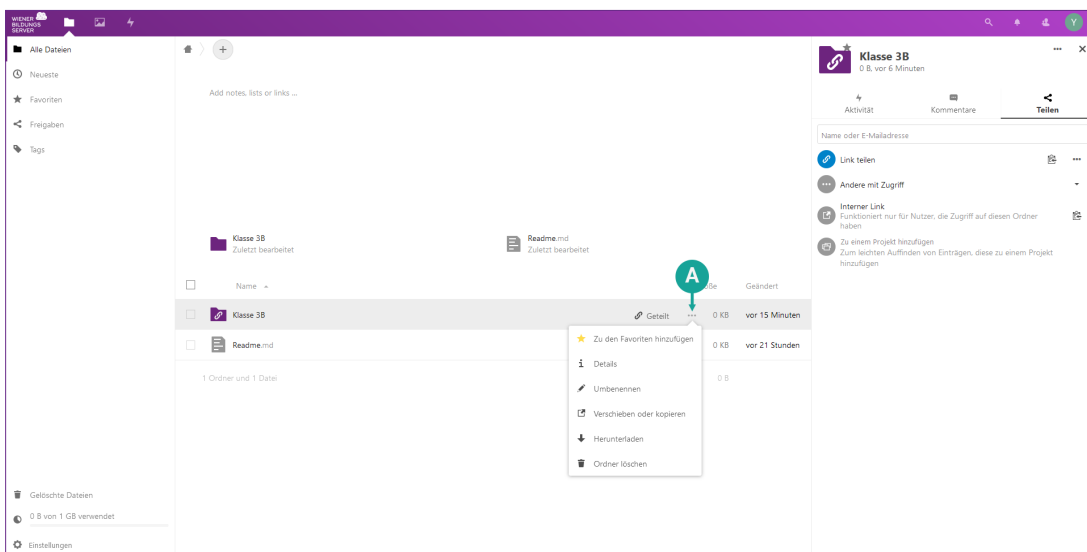 WIENER
BILDUNGS
SERVER
Y
Alle Dateien
Neueste
Favoriten
Freigaben
Tags
Add notes, lists or links ...
Klasse 3B
Zuletzt bearbeitet
Readme.md
Zuletzt bearbeitet
A
Name
Geändert
Klasse 3B
Geteilt
0 KB
vor 15 Minuten
Readme.md
0 KB
vor 21 Stunden
1 Ordner und 1 Datei
0 B
Zu den Favoriten hinzufügen
Details
Umbenennen
Verschieben oder kopieren
Herunterladen
Ordner löschen
Gelöschte Dateien
0 B von 1 GB verwendet
Einstellungen
Klasse 3B
0 B, vor 6 Minuten
Aktivität
Kommentare
Teilen
Name oder E-Mailadresse
Link teilen
Andere mit Zugriff
Interner Link
Funktioniert nur für Nutzer, die Zugriff auf diesen Ordner
haben
Zu einem Projekt hinzufügen
Zum leichten Auffinden von Einträgen, diese zu einem Projekt
hinzufügen